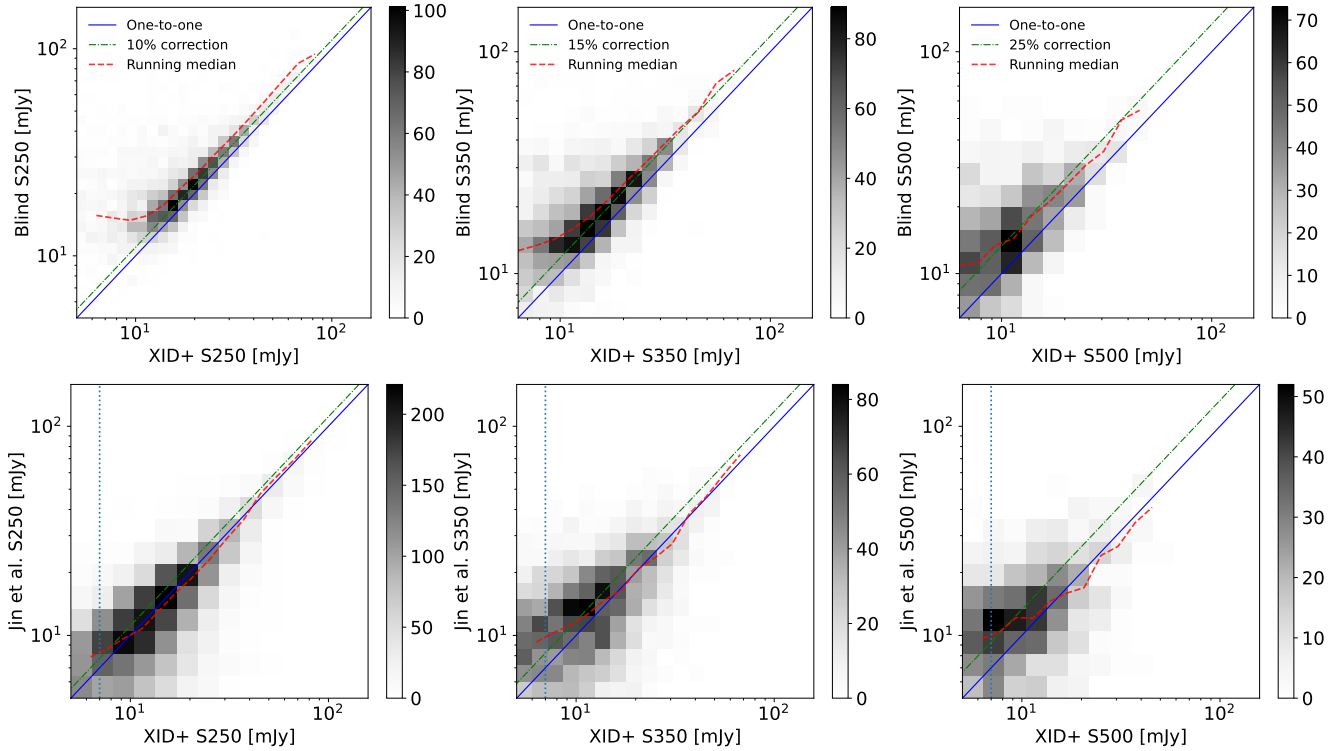 One-to-one
10% correction
Running median
10²
10¹
Blind S250 [mJy]
10¹
10²
XID+ S250 [mJy]
100
80
60
40
20
0
One-to-one
15% correction
Running median
10²
10¹
Blind S350 [mJy]
10¹
10²
XID+ S350 [mJy]
80
60
40
20
0
One-to-one
25% correction
Running median
10²
10¹
Blind S500 [mJy]
10¹
10²
XID+ S500 [mJy]
70
60
50
40
30
20
10
0
10²
10¹
Jin et al. S250 [mJy]
10¹
10²
XID+ S250 [mJy]
200
150
100
50
0
10²
10¹
Jin et al. S350 [mJy]
10¹
10²
XID+ S350 [mJy]
80
60
40
20
0
10²
10¹
Jin et al. S500 [mJy]
10¹
10²
XID+ S500 [mJy]
50
40
30
20
10
0